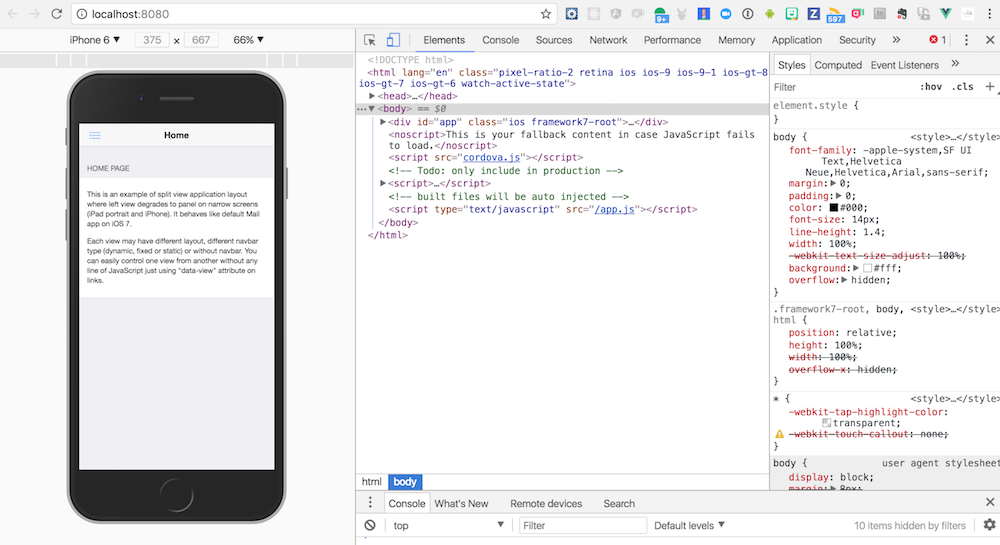 localhost:8080
9+
597
iPhone 6 ▼ 375 × 667 66% ▼
Elements Console Sources Network Performance Memory Application Security » 1
Home
HOME PAGE
This is an example of split view application layout
where left view degrades to panel on narrow screens
(iPad portrait and iPhone). It behaves like default Mail
app on iOS 7.
Each view may have different layout, different navbar
type (dynamic, fixed or static) or without navbar. You
can easily control one view from another without any
line of JavaScript just using "data-view" attribute on
links.
<!DOCTYPE html>
<html lang="en" class="pixel-ratio-2 retina ios ios-9 ios-9-1 ios-gt-8
ios-gt-7 ios-gt-6 watch-active-state">
▶<head>…</head>
…▼<body> == $0
▶<div id="app" class="ios framework7-root">…</div>
<noscript>This is your fallback content in case JavaScript fails
to load.</noscript>
<script src="cordova.js"></script>
<!-- Todo: only include in production -->
▶<script>…</script>
<!-- built files will be auto injected -->
<script type="text/javascript" src="/app.js"></script>
</body>
</html>
html body
Styles Computed Event Listeners »
Filter :hov .cls +
element.style {
}
body { <style>…</style>
font-family: -apple-system,SF UI
Text,Helvetica
Neue,Helvetica,Arial,sans-serif;
margin:▶0;
padding:▶0;
color: #000;
font-size: 14px;
line-height: 1.4;
width: 100%;
-webkit-text-size-adjust: 100%;
background:▶ #fff;
overflow:▶hidden;
}
.framework7-root, body, <style>…</style>
html {
position: relative;
height: 100%;
width: 100%;
overflow-x: hidden;
}
* { <style>…</style>
-webkit-tap-highlight-color:
transparent;
-webkit-touch-callout: none;
}
body { user agent stylesheet
display: block;
margin:▶8px;
Console What's New Remote devices Search
top ▼ Filter Default levels ▼ 10 items hidden by filters